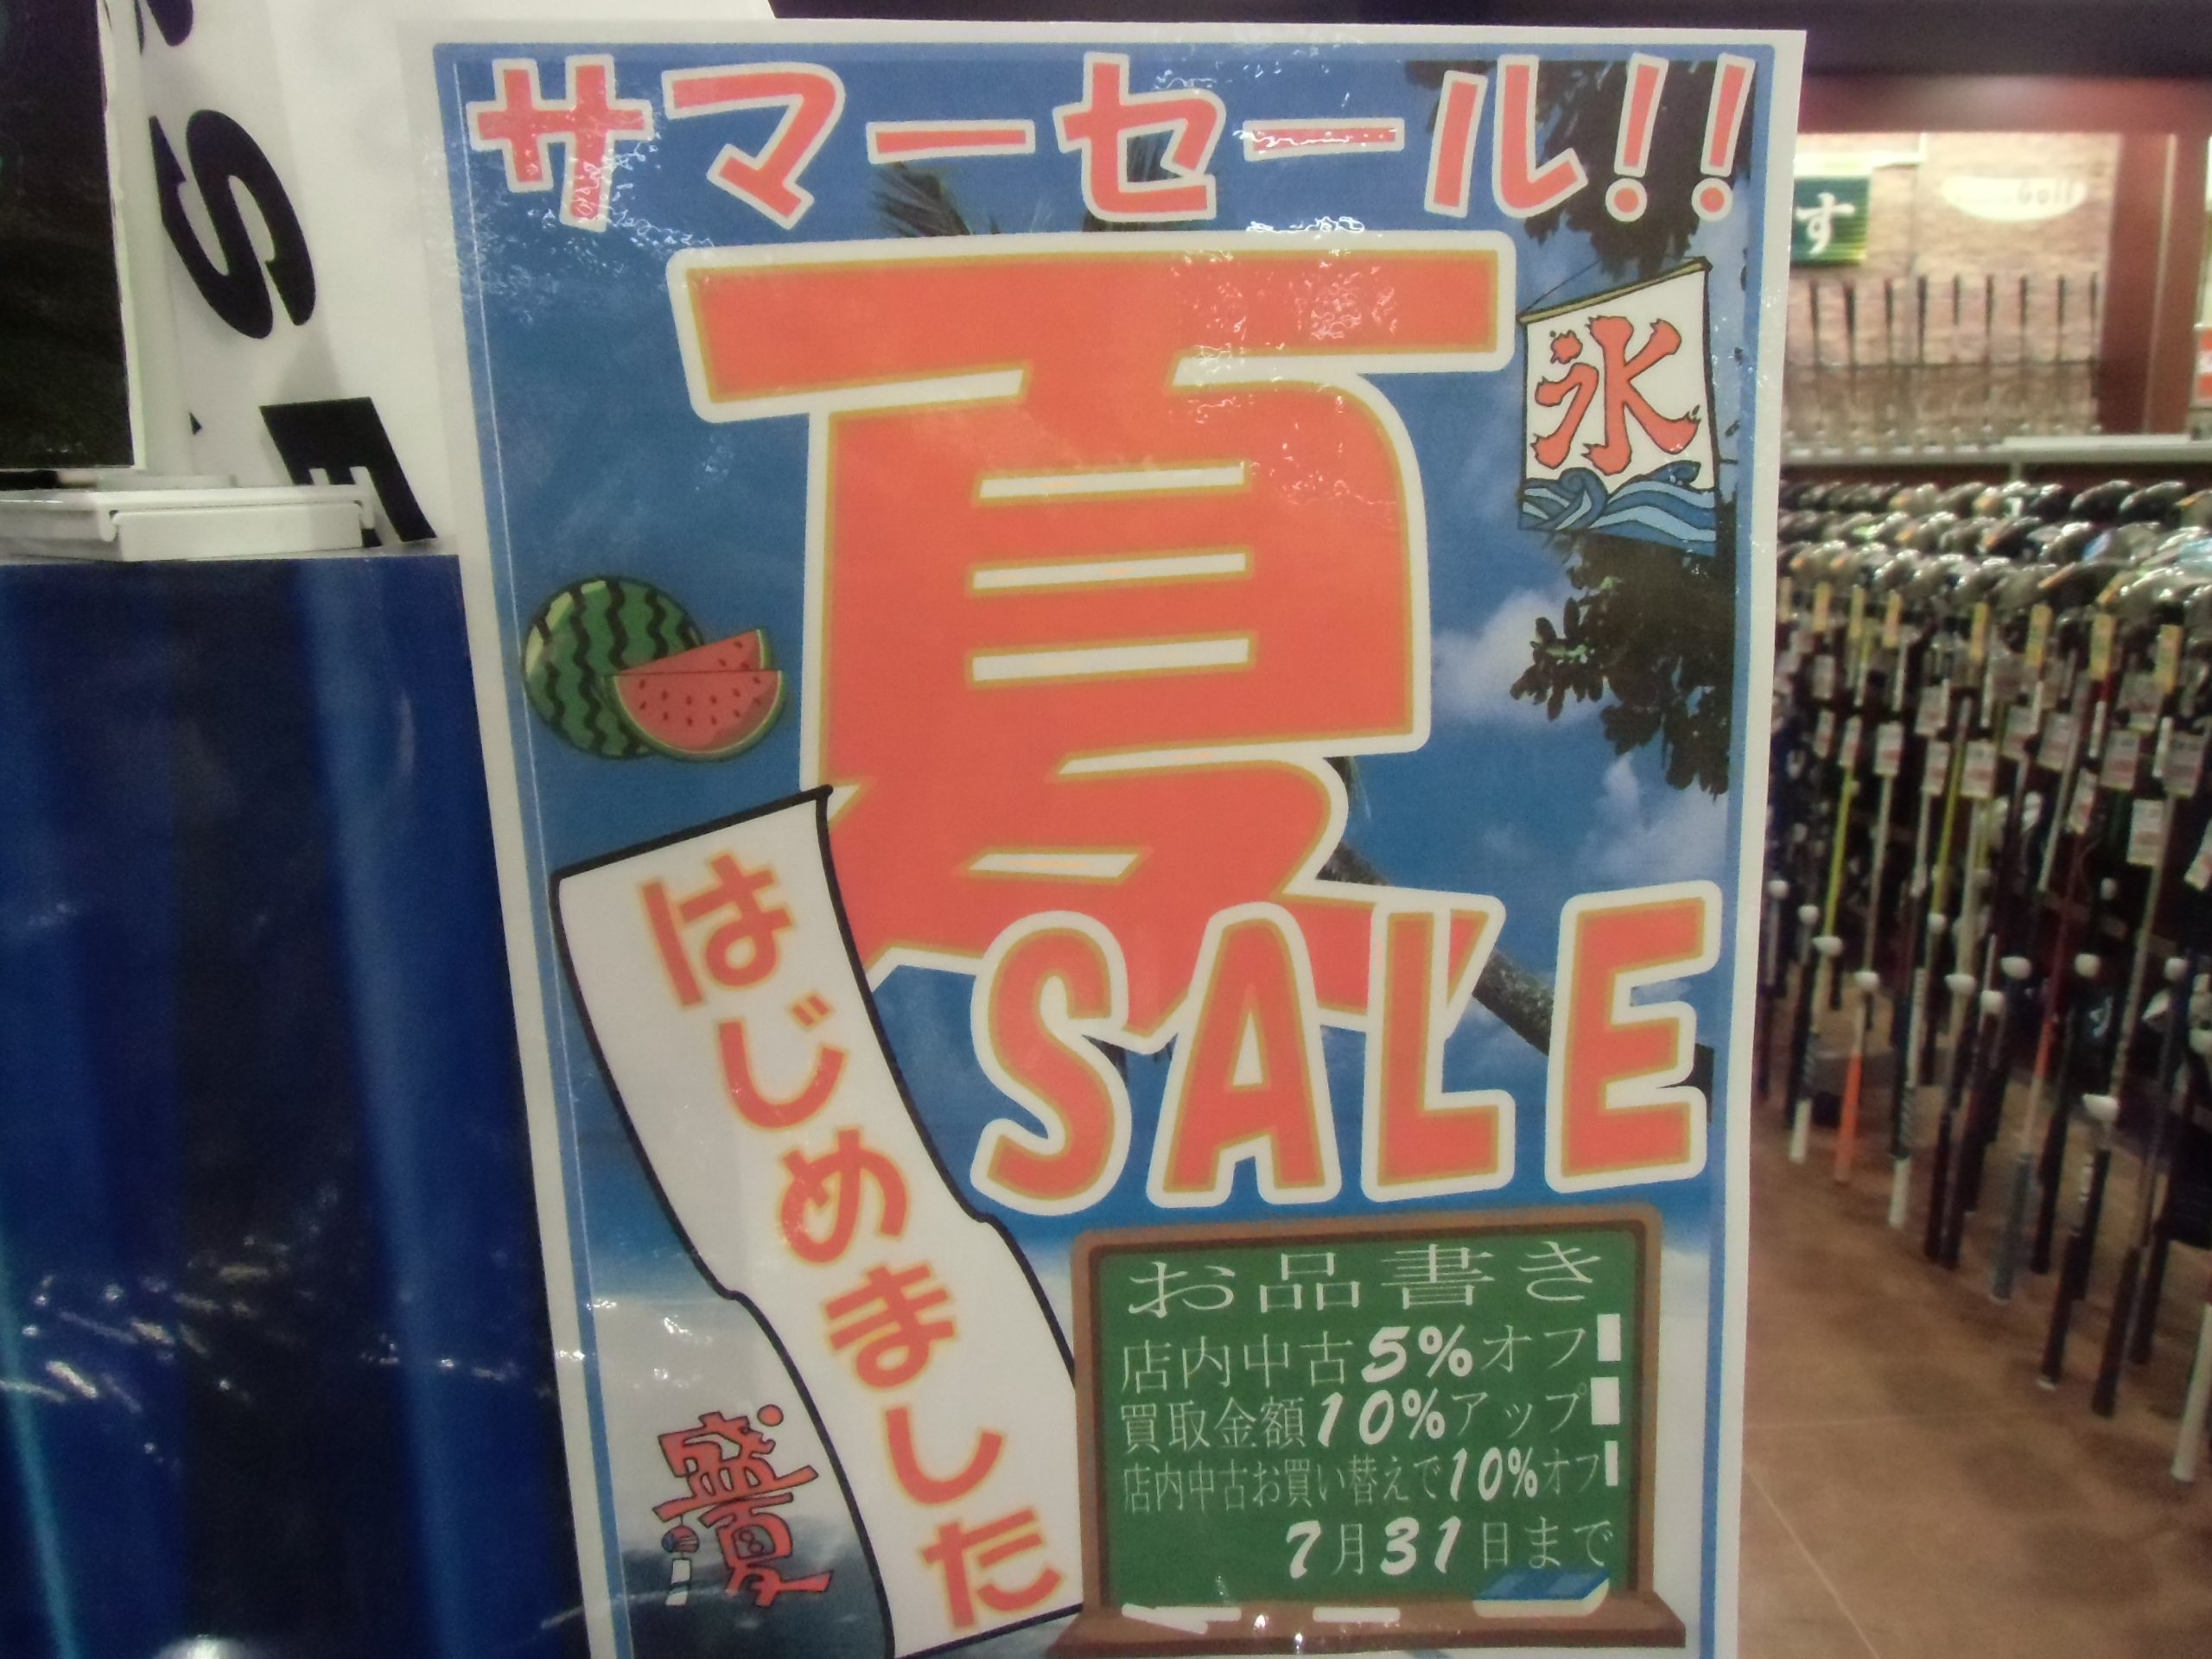 サマーセール!!
夏
氷
SALE
はじめました
盛夏
お品書き
店内中古5%オフ
買取金額10%アップ
店内中古お買い替えで10%オフ
7月31日まで
す
Golf
S